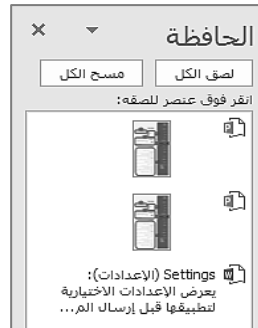 الحافظة
لصق الكل
مسح الكل
انقر فوق عنصر للصقه:
Settings (الإعدادات):
يعرض الإعدادات الاختيارية
لتطبيقها قبل إرسال الم...